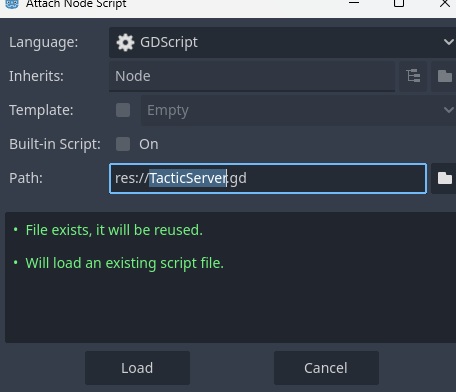 Attach Node Script
Language: GDScript
Inherits: Node
Template: Empty
Built-in Script: On
Path: res://TacticServer.gd
• File exists, it will be reused.
• Will load an existing script file.
Load Cancel